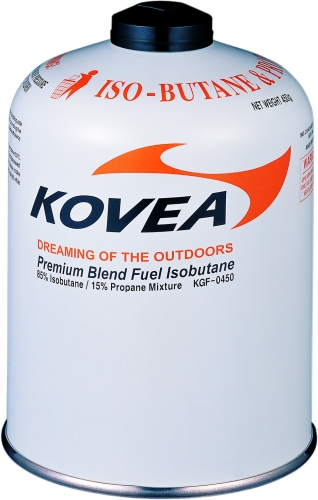 ISO-BUTANE &
NET WEIGHT 450g
KOVEA
DREAMING OF THE OUTDOORS
Premium Blend Fuel Isobutane
85% Isobutane / 15% Propane Mixture KGF-0450